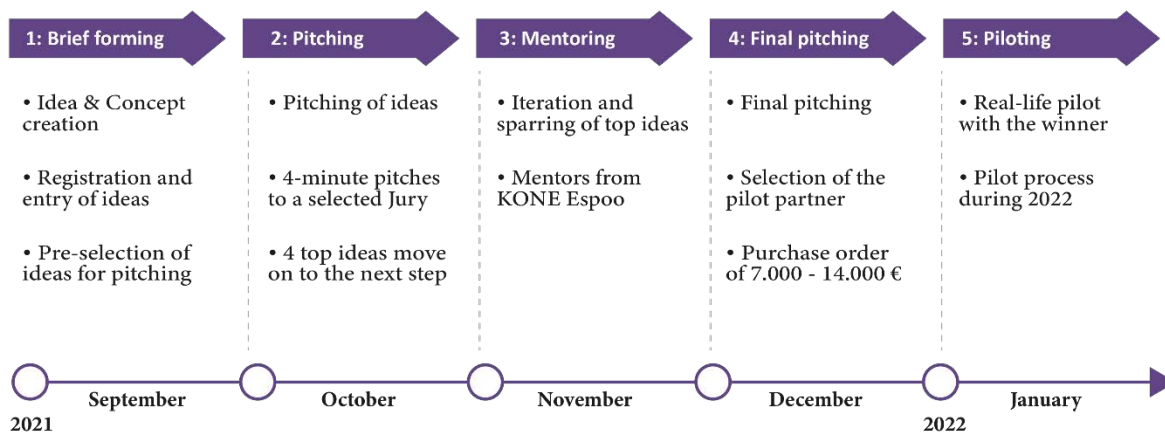 1: Brief forming
2: Pitching
3: Mentoring
4: Final pitching
5: Piloting
• Idea & Concept
creation
• Registration and
entry of ideas
• Pre-selection of
ideas for pitching
• Pitching of ideas
• 4-minute pitches
to a selected Jury
• 4 top ideas move
on to the next step
• Iteration and
sparring of top ideas
• Mentors from
KONE Espoo
• Final pitching
• Selection of the
pilot partner
• Purchase order
of 7.000 - 14.000 €
• Real-life pilot
with the winner
• Pilot process
during 2022
September
October
November
December
January
2021
2022